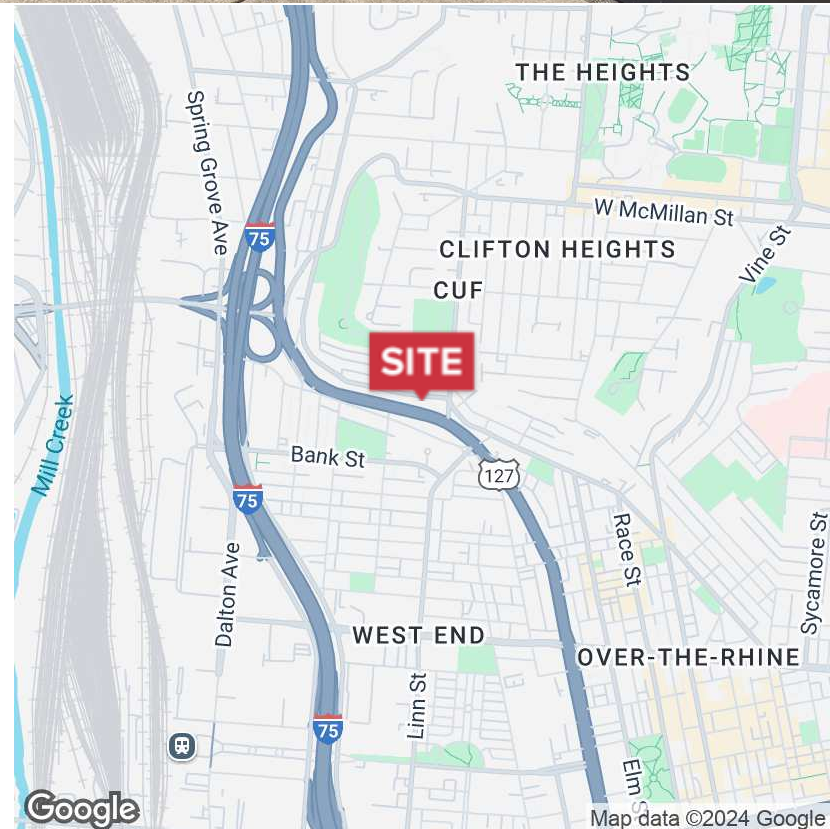 THE HEIGHTS
Spring Grove Ave
W McMillan St
75
Vine St
CLIFTON HEIGHTS
CUF
SITE
Mill Creek
Bank St
127
75
Race St
Sycamore St
Dalton Ave
WEST END
OVER-THE-RHINE
Linn St
75
Elm S
Google
Map data ©2024 Google